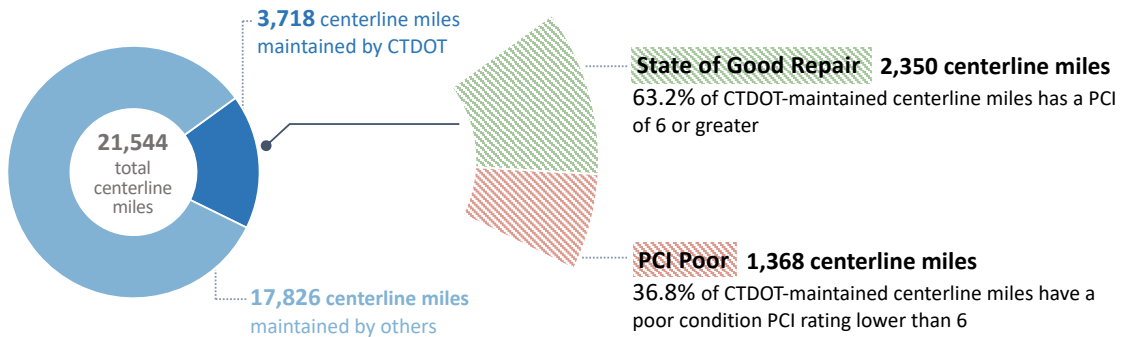 3,718 centerline miles
maintained by CTDOT
21,544
total
centerline
miles
17,826 centerline miles
maintained by others
State of Good Repair 2,350 centerline miles
63.2% of CTDOT-maintained centerline miles has a PCI
of 6 or greater
PCI Poor 1,368 centerline miles
36.8% of CTDOT-maintained centerline miles have a
poor condition PCI rating lower than 6